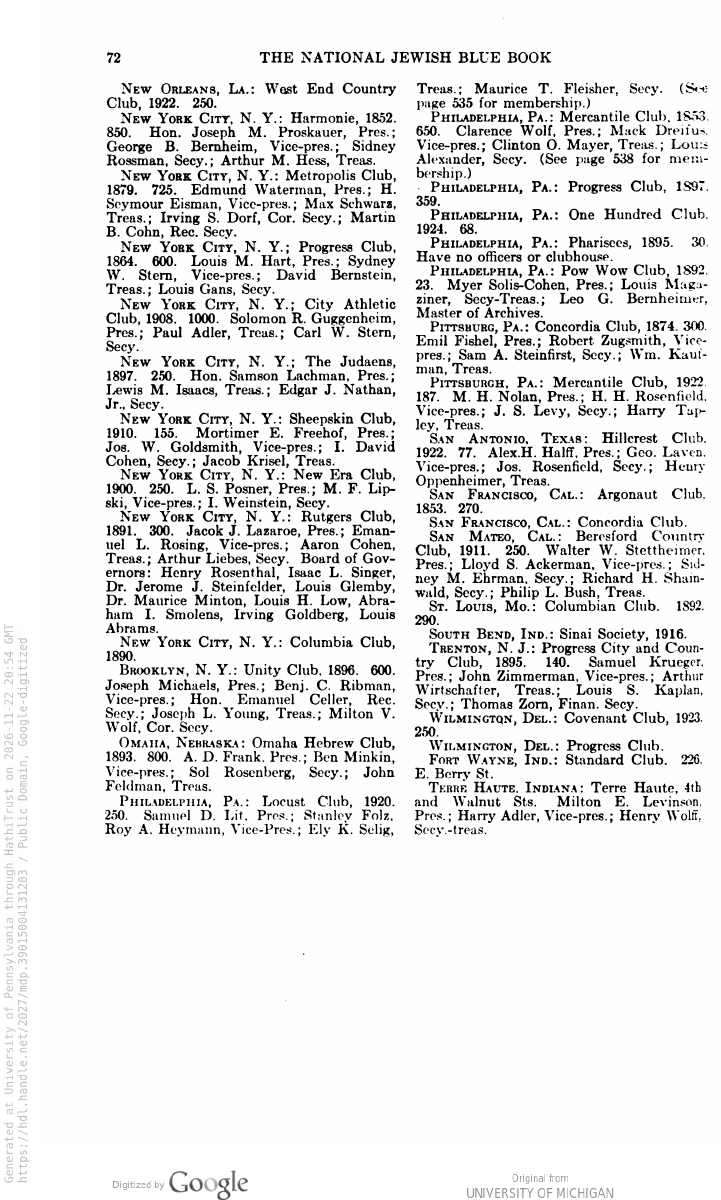 72
THE NATIONAL JEWISH BLUE BOOK
NEW ORLEANS, LA.: West End Country
Club, 1922. 250.
NEW YORK CITY, N. Y.: Harmonie, 1852.
850. Hon. Joseph M. Proskauer, Pres.;
George B. Bernheim, Vice-pres.; Sidney
Rossman, Secy.; Arthur M. Hess, Treas.
NEW YORK CITY, N. Y.: Metropolis Club,
1879. 725. Edmund Waterman, Pres.; H.
Seymour Eisman, Vice-pres.; Max Schwarz,
Treas.; Irving S. Dorf, Cor. Secy.; Martin
B. Cohn, Rec. Secy.
NEW YORK CITY, N. Y.; Progress Club,
1864. 600. Louis M. Hart, Pres.; Sydney
W. Stern, Vice-pres.; David Bernstein,
Treas.; Louis Gans, Secy.
NEW YORK CITY, N. Y.; City Athletic
Club, 1908. 1000. Solomon R. Guggenheim,
Pres.; Paul Adler, Treas.; Carl W. Stern,
Secy.
NEW YORK CITY, N. Y.; The Judaens,
1897. 250. Hon. Samson Lachman, Pres.;
Lewis M. Isaacs, Treas.; Edgar J. Nathan,
Jr., Secy.
NEW YORK CITY, N. Y.: Sheepskin Club,
1910. 155. Mortimer E. Freehof, Pres.;
Jos. W. Goldsmith, Vice-pres.; I. David
Cohen, Secy.; Jacob Krisel, Treas.
NEW YORK CITY, N. Y.: New Era Club,
1900. 250. L. S. Posner, Pres.; M. F. Lip-
ski, Vice-pres.; I. Weinstein, Secy.
NEW YORK CITY, N. Y.: Rutgers Club,
1891. 300. Jacok J. Lazaroe, Pres.; Eman-
uel L. Rosing, Vice-pres.; Aaron Cohen,
Treas.; Arthur Liebes, Secy. Board of Gov-
ernors: Henry Rosenthal, Isaac L. Singer,
Dr. Jerome J. Steinfelder, Louis Glemby,
Dr. Maurice Minton, Louis H. Low, Abra-
ham I. Smolens, Irving Goldberg, Louis
Abrams.
NEW YORK CITY, N. Y.: Columbia Club,
1890.
BROOKLYN, N. Y.: Unity Club, 1896. 600.
Joseph Michaels, Pres.; Benj. C. Ribman,
Vice-pres.; Hon. Emanuel Celler, Rec.
Secy.; Joseph L. Young, Treas.; Milton V.
Wolf, Cor. Secy.
OMAHA, NEBRASKA: Omaha Hebrew Club,
1893. 800. A. D. Frank, Pres.; Ben Minkin,
Vice-pres.; Sol Rosenberg, Secy.; John
Feldman, Treas.
PHILADELPHIA, PA.: Locust Club, 1920.
250. Samuel D. Lit, Pres.; Stanley Folz,
Roy A. Heymann, Vice-Pres.; Ely K. Selig,
Treas.; Maurice T. Fleisher, Secy. (See
page 535 for membership.)
PHILADELPHIA, PA.: Mercantile Club, 1853.
650. Clarence Wolf, Pres.; Mack Dreifus,
Vice-pres.; Clinton O. Mayer, Treas.; Louis
Alexander, Secy. (See page 538 for mem-
bership.)
PHILADELPHIA, PA.: Progress Club, 1897.
359.
PHILADELPHIA, PA.: One Hundred Club.
1924. 68.
PHILADELPHIA, PA.: Pharisees, 1895. 30.
Have no officers or clubhouse.
PHILADELPHIA, PA.: Pow Wow Club, 1892.
23. Myer Solis-Cohen, Pres.; Louis Maga-
ziner, Secy-Treas.; Leo G. Bernheimer,
Master of Archives.
PITTSBURG, PA.: Concordia Club, 1874. 300.
Emil Fishel, Pres.; Robert Zugsmith, Vice-
pres.; Sam A. Steinfirst, Secy.; Wm. Kauf-
man, Treas.
PITTSBURGH, PA.: Mercantile Club, 1922.
187. M. H. Nolan, Pres.; H. H. Rosenfield,
Vice-pres.; J. S. Levy, Secy.; Harry Tap-
ley, Treas.
SAN ANTONIO, TEXAS: Hillcrest Club.
1922. 77. Alex.H. Halff, Pres.; Geo. Laven,
Vice-pres.; Jos. Rosenfield, Secy.; Henry
Oppenheimer, Treas.
SAN FRANCISCO, CAL.: Argonaut Club.
1853. 270.
SAN FRANCISCO, CAL.: Concordia Club.
SAN MATEO, CAL.: Beresford Country
Club, 1911. 250. Walter W. Stettheimer,
Pres.; Lloyd S. Ackerman, Vice-pres.; Sid-
ney M. Ehrman, Secy.; Richard H. Shain-
wald, Secy.; Philip L. Bush, Treas.
ST. LOUIS, MO.: Columbian Club. 1892.
290.
SOUTH BEND, IND.: Sinai Society, 1916.
TRENTON, N. J.: Progress City and Coun-
try Club, 1895. 140. Samuel Krueger,
Pres.; John Zimmerman, Vice-pres.; Arthur
Wirtschafter, Treas.; Louis S. Kaplan,
Secy.; Thomas Zorn, Finan. Secy.
WILMINGTON, DEL.: Covenant Club, 1923.
250.
WILMINGTON, DEL.: Progress Club.
FORT WAYNE, IND.: Standard Club. 226.
E. Berry St.
TERRE HAUTE, INDIANA: Terre Haute, 4th
and Walnut Sts. Milton E. Levinson,
Pres.; Harry Adler, Vice-pres.; Henry Wolff,
Secy.-treas.
Generated at University of Pennsylvania through HathiTrust on 2026-11-22 20:54 GMT
https://hdl.handle.net/2027/mdp.39015004131283 / Public Domain, Google-digitized
Digitized by Google
Original from
UNIVERSITY OF MICHIGAN